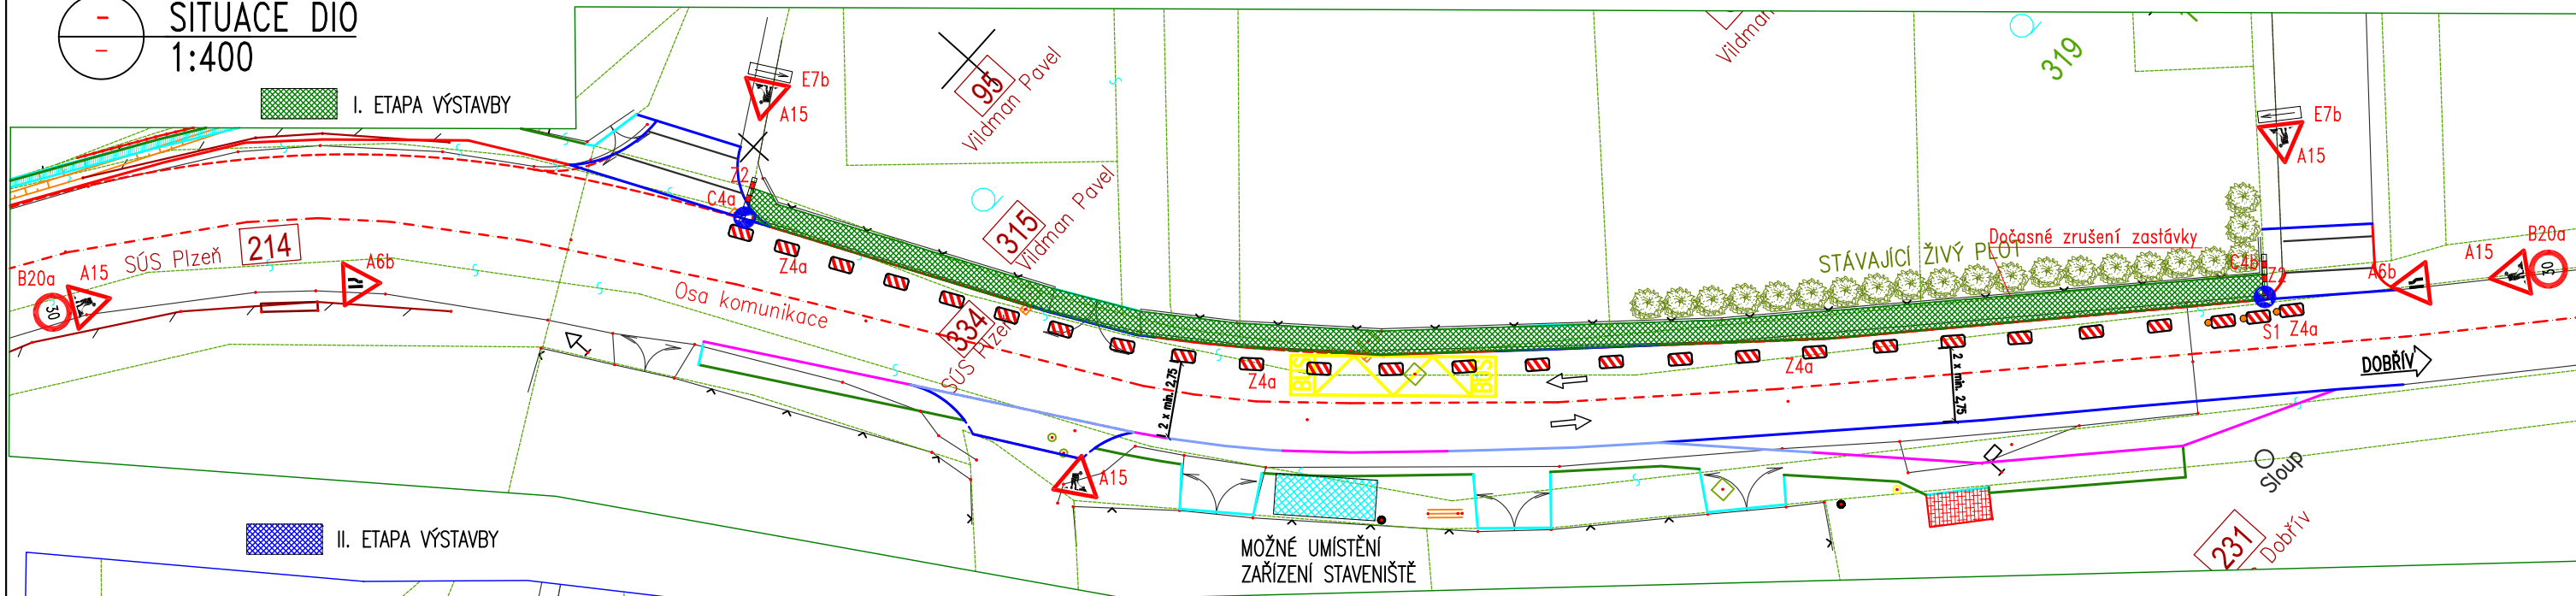 SITUACE DIO
1:400
I. ETAPA VÝSTAVBY
E7b
A15
95
Vildman Pavel
Vildman
319
E7b
A15
Z2
C4a
315
Vildman Pavel
Dočasné zrušení zastávky
STÁVAJÍCÍ ŽIVÝ PLOT
C4b
Z2
A6b
A15
B20a
30
SÚS Plzeň
214
A6b
B20a
A15
30
Z4a
Osa komunikace
334
SÚS Plzeň
Z4a
BUS
BUS
Z4a
S1
Z4a
2 x min. 2,75
2 x min. 2,75
DOBŘÍV
A15
Sloup
231
Dobřív
II. ETAPA VÝSTAVBY
MOŽNÉ UMÍSTĚNÍ
ZAŘÍZENÍ STAVENIŠTĚ